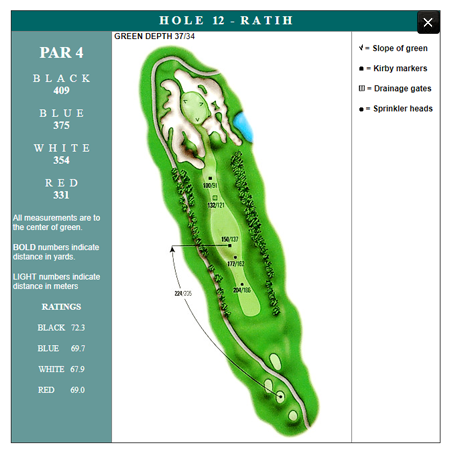 HOLE 12 - RATIH
GREEN DEPTH 37/34
PAR 4
BLACK
409
BLUE
375
WHITE
354
RED
331
All measurements are to
the center of green.
BOLD numbers indicate
distance in yards.
LIGHT numbers indicate
distance in meters
RATINGS
BLACK 72.3
BLUE 69.7
WHITE 67.9
RED 69.0
100/91
132/121
150/137
177/162
204/186
224/205
= Slope of green
= Kirby markers
= Drainage gates
= Sprinkler heads